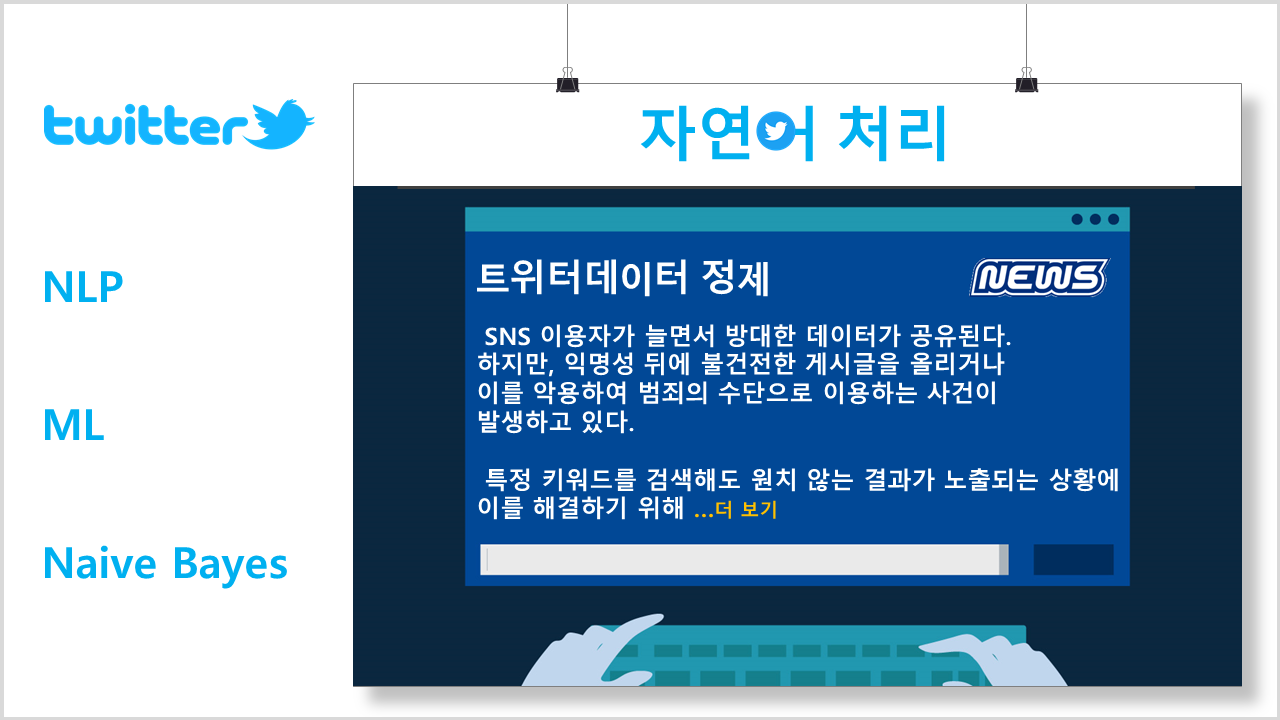 twitter
NLP
ML
Naive Bayes
자연어 처리
트위터데이터 정제
NEWS
SNS 이용자가 늘면서 방대한 데이터가 공유된다.
하지만, 익명성 뒤에 불건전한 게시글을 올리거나
이를 악용하여 범죄의 수단으로 이용하는 사건이
발생하고 있다.
특정 키워드를 검색해도 원치 않는 결과가 노출되는 상황에
이를 해결하기 위해 ...더 보기